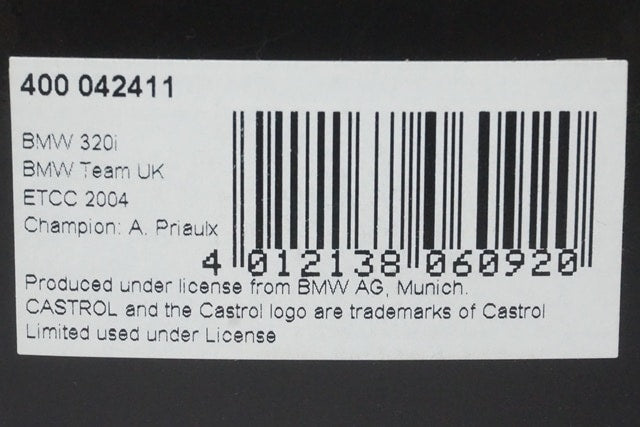 400 042411
BMW 320i
BMW Team UK
ETCC 2004
Champion: A. Priaulx
4 012138 060920
Produced under license from BMW AG, Munich.
CASTROL and the Castrol logo are trademarks of Castrol
Limited used under License